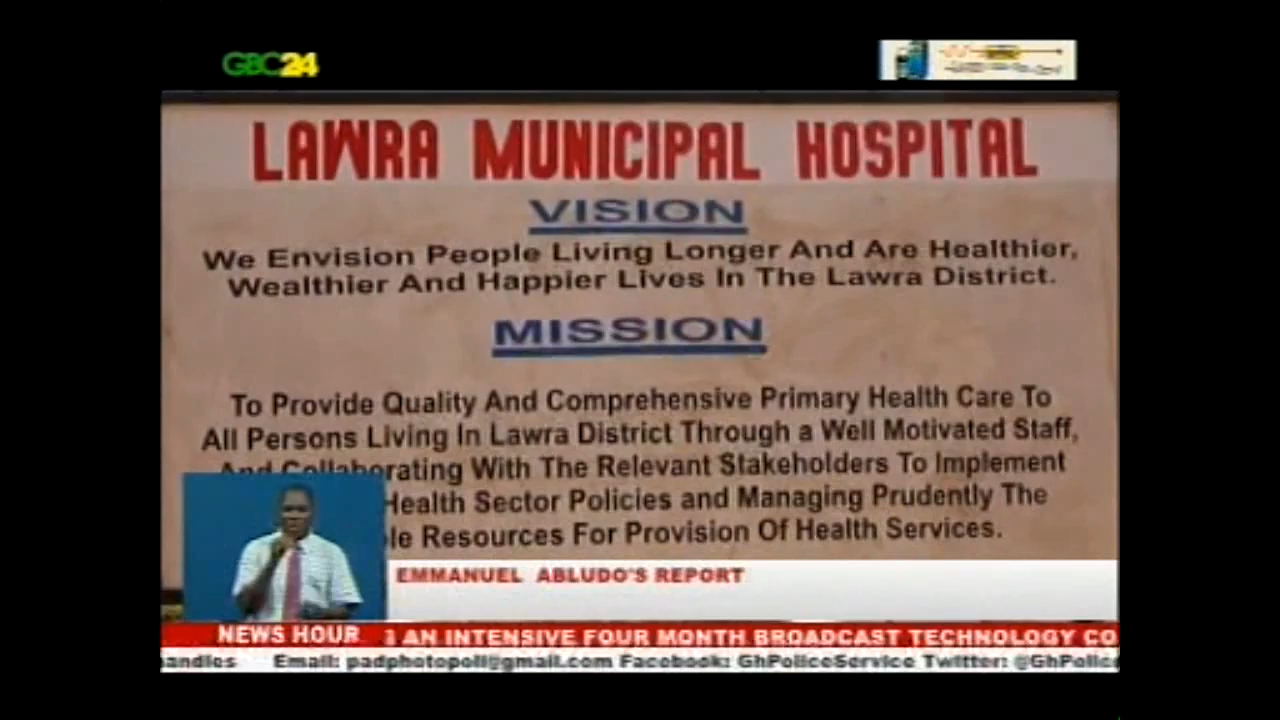 GBC24
LAWRA MUNICIPAL HOSPITAL
VISION
We Envision People Living Longer And Are Healthier,
Wealthier And Happier Lives In The Lawra District.
MISSION
To Provide Quality And Comprehensive Primary Health Care To
All Persons Living In Lawra District Through a Well Motivated Staff,
And Collaborating With The Relevant Stakeholders To Implement
Health Sector Policies and Managing Prudently The
Resources For Provision Of Health Services.
EMMANUEL ABLUDO'S REPORT
NEWS HOUR AN INTENSIVE FOUR MONTH BROADCAST TECHNOLOGY CO
andles Email: padphotopoll@gmail.com Facebook: GhPoliceService Twitter: @GhPolic